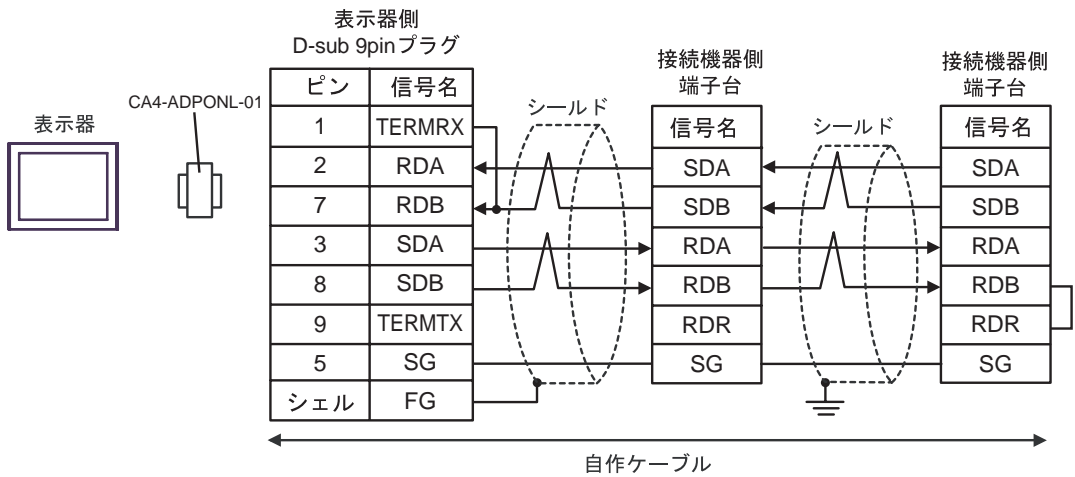 表示器側
D-sub 9pinプラグ
接続機器側
端子台
接続機器側
端子台
CA4-ADPONL-01
表示器
シールド
シールド
ピン 信号名
1 TERMRX
2 RDA
7 RDB
3 SDA
8 SDB
9 TERMTX
5 SG
シェル FG
信号名
SDA
SDB
RDA
RDB
RDR
SG
信号名
SDA
SDB
RDA
RDB
RDR
SG
自作ケーブル